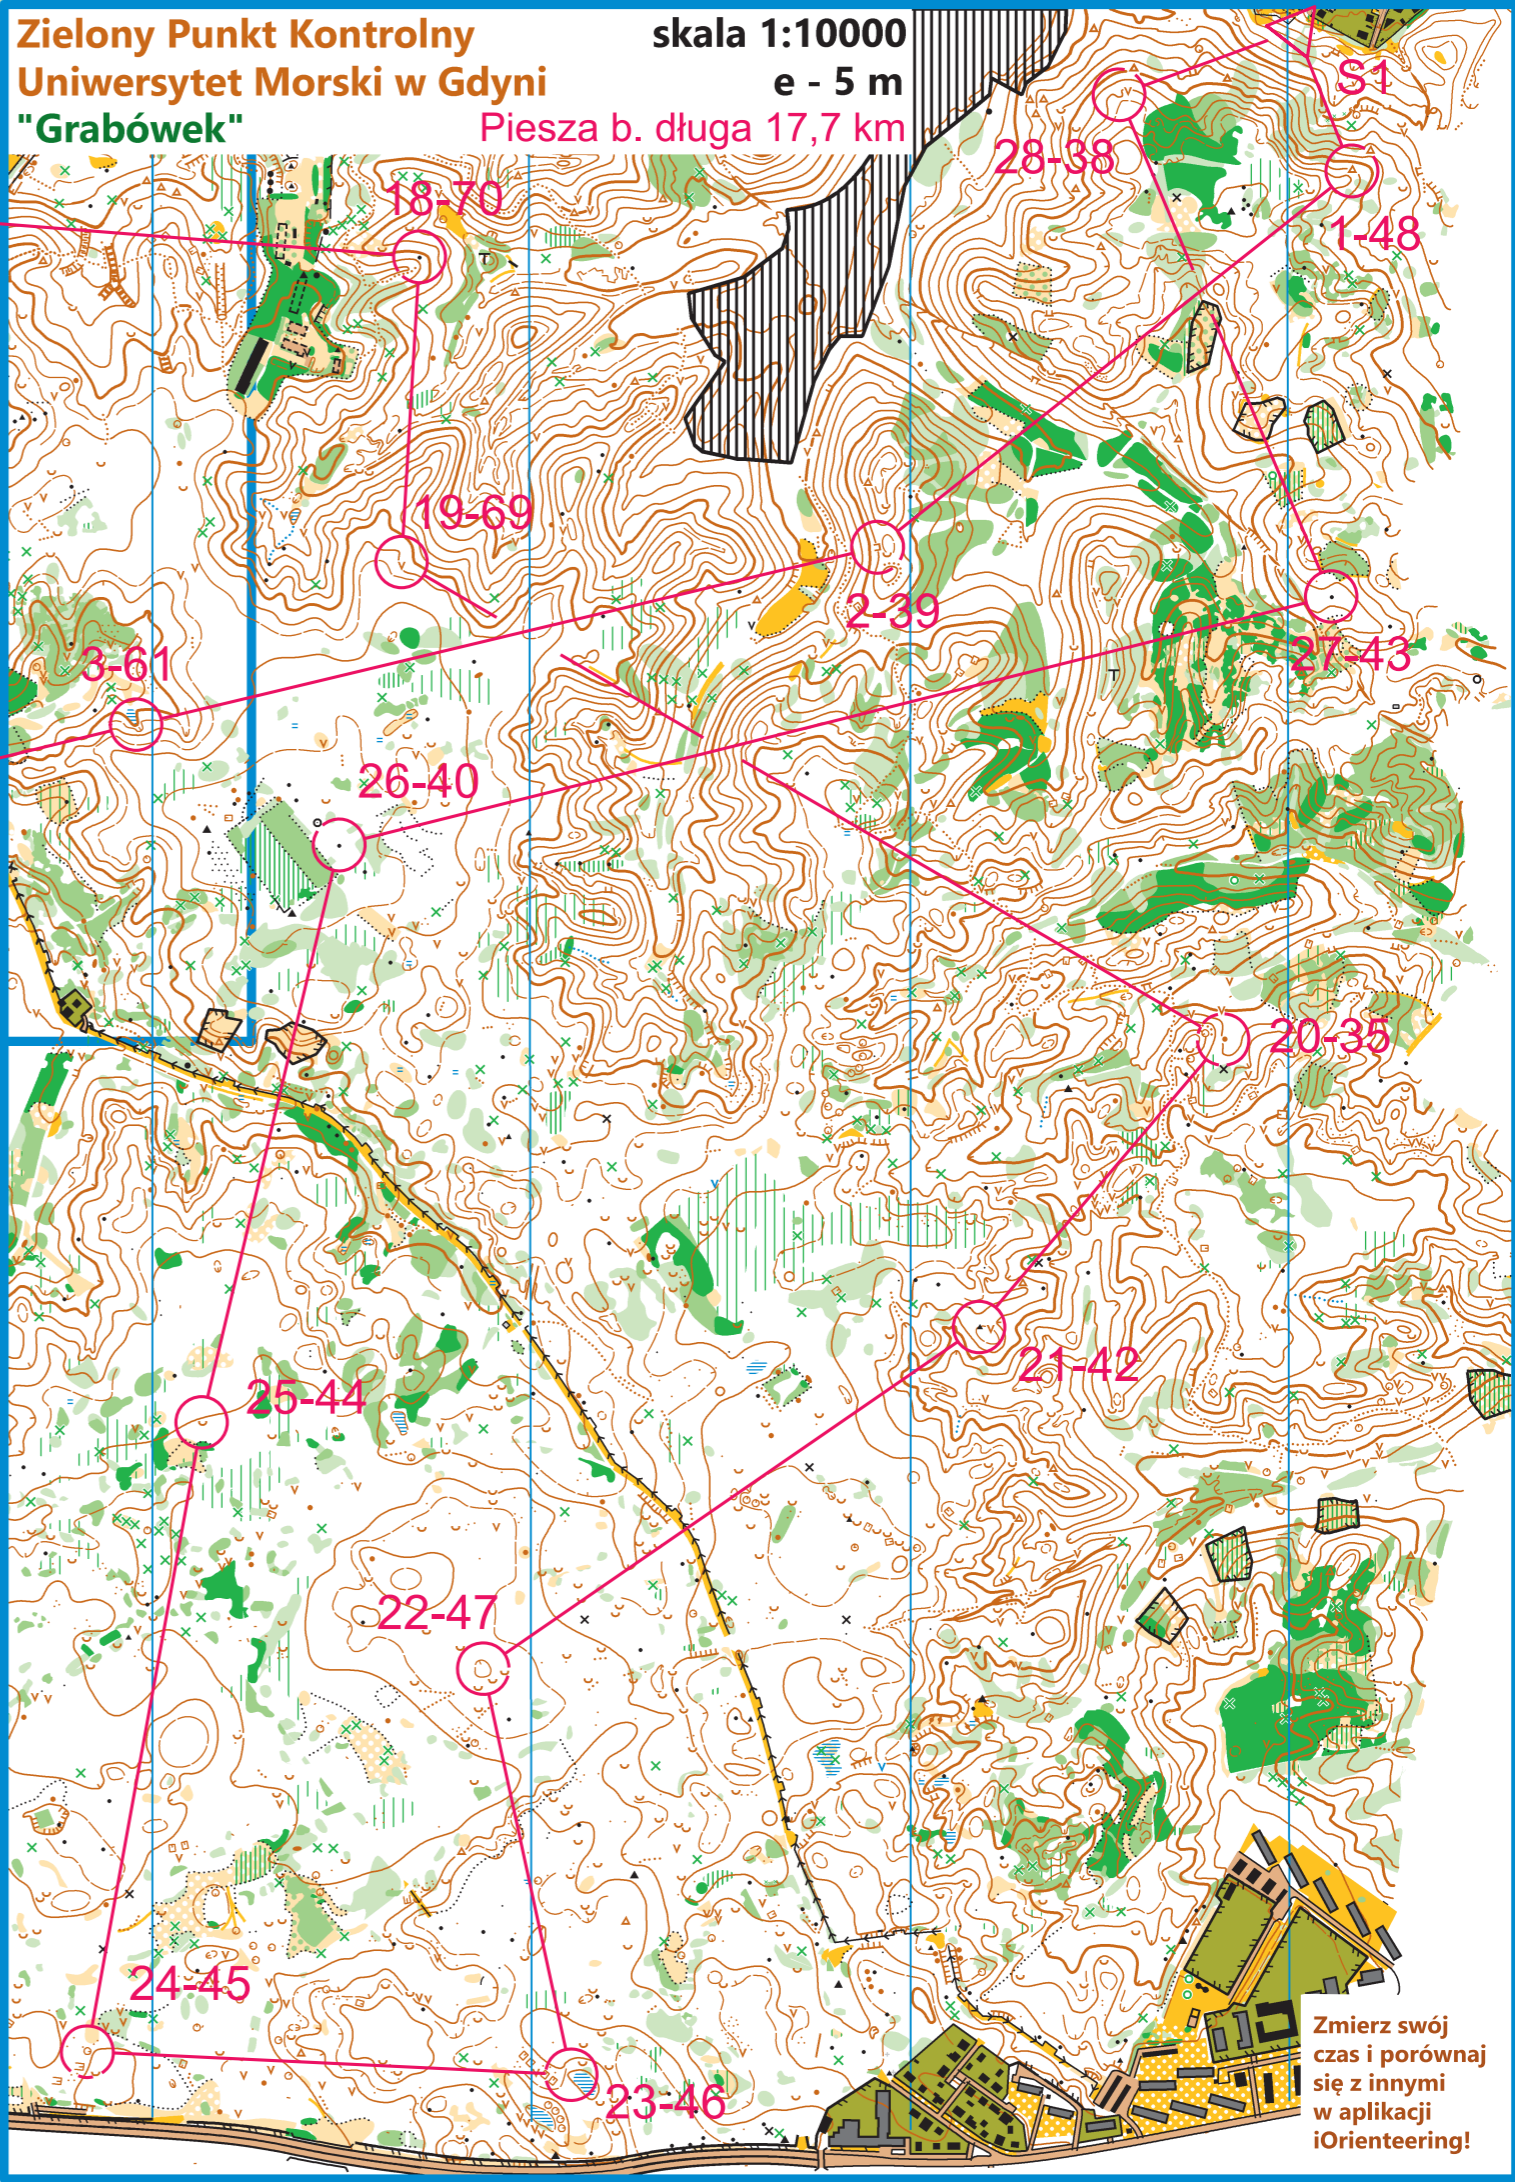 Zielony Punkt Kontrolny
Uniwersytet Morski w Gdyni
"Grabówek"
skala 1:10000
e - 5 m
Piesza b. długa 17,7 km
S1
28-38
18-70
1-48
19-69
2-39
27-43
3-61
26-40
20-35
21-42
25-44
22-47
24-45
23-46
Zmierz swój
czas i porównaj
się z innymi
w aplikacji
iOrienteering!